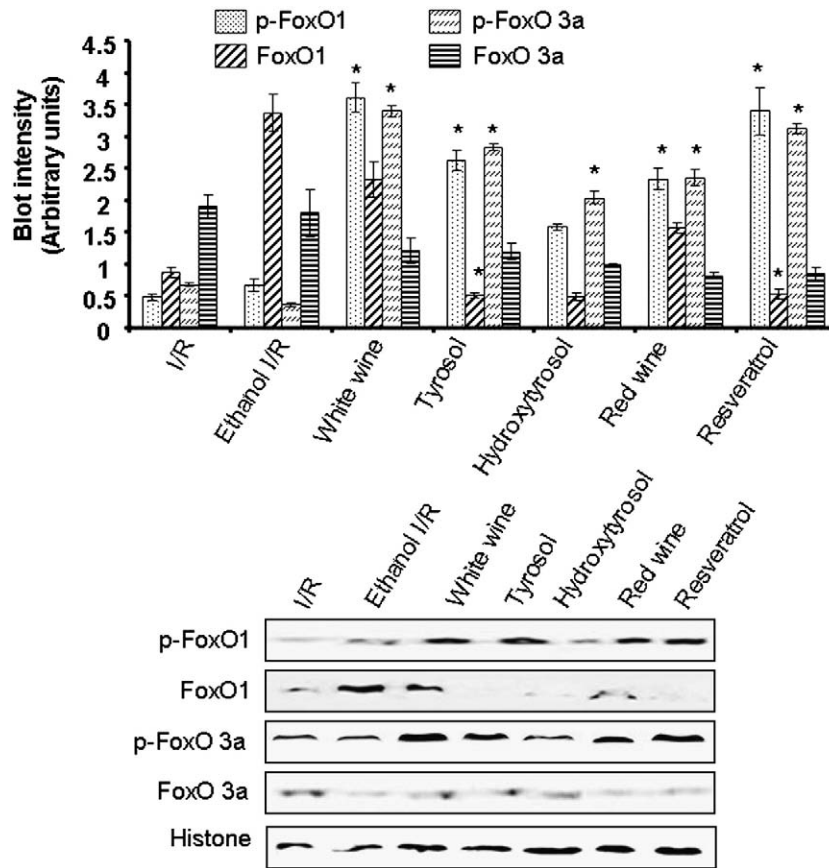 p-FoxO1 p-FoxO 3a
FoxO1 FoxO 3a
Blot intensity
(Arbitrary units)
4.5
4
3.5
3
2.5
2
1.5
1
0.5
0
* * * * * * * * * * *
I/R
Ethanol I/R
White wine
Tyrosol
Hydroxytyrosol
Red wine
Resveratrol
I/R
Ethanol I/R
White wine
Tyrosol
Hydroxytyrosol
Red wine
Resveratrol
p-FoxO1
FoxO1
p-FoxO 3a
FoxO 3a
Histone